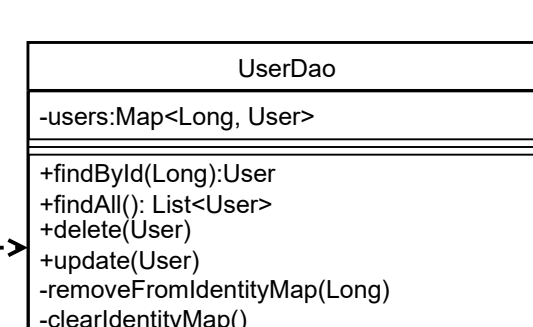 UserDao
-users:Map<Long, User>
+findById(Long):User
+findAll(): List<User>
+delete(User)
+update(User)
-removeFromIdentityMap(Long)
-clearIdentityMap()